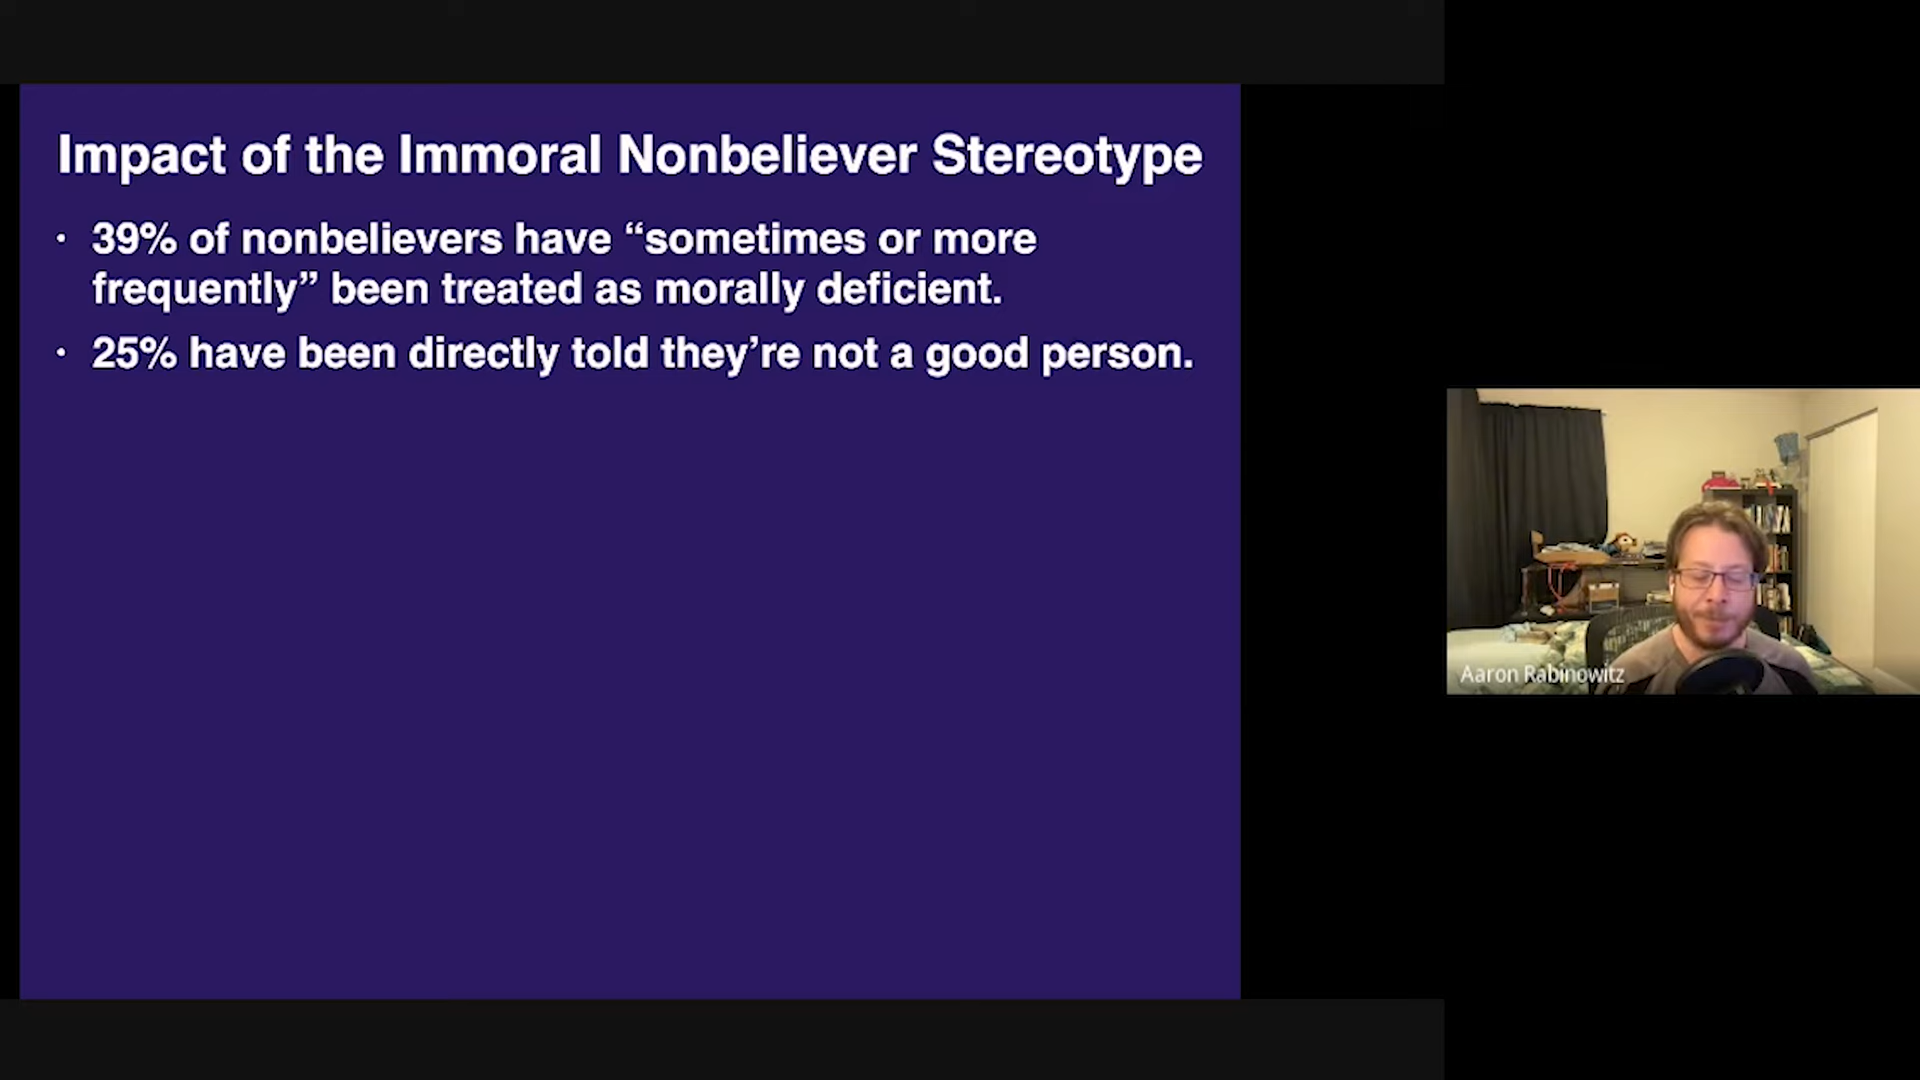 Impact of the Immoral Nonbeliever Stereotype
· 39% of nonbelievers have “sometimes or more
frequently” been treated as morally deficient.
· 25% have been directly told they’re not a good person.
Aaron Rabinowitz